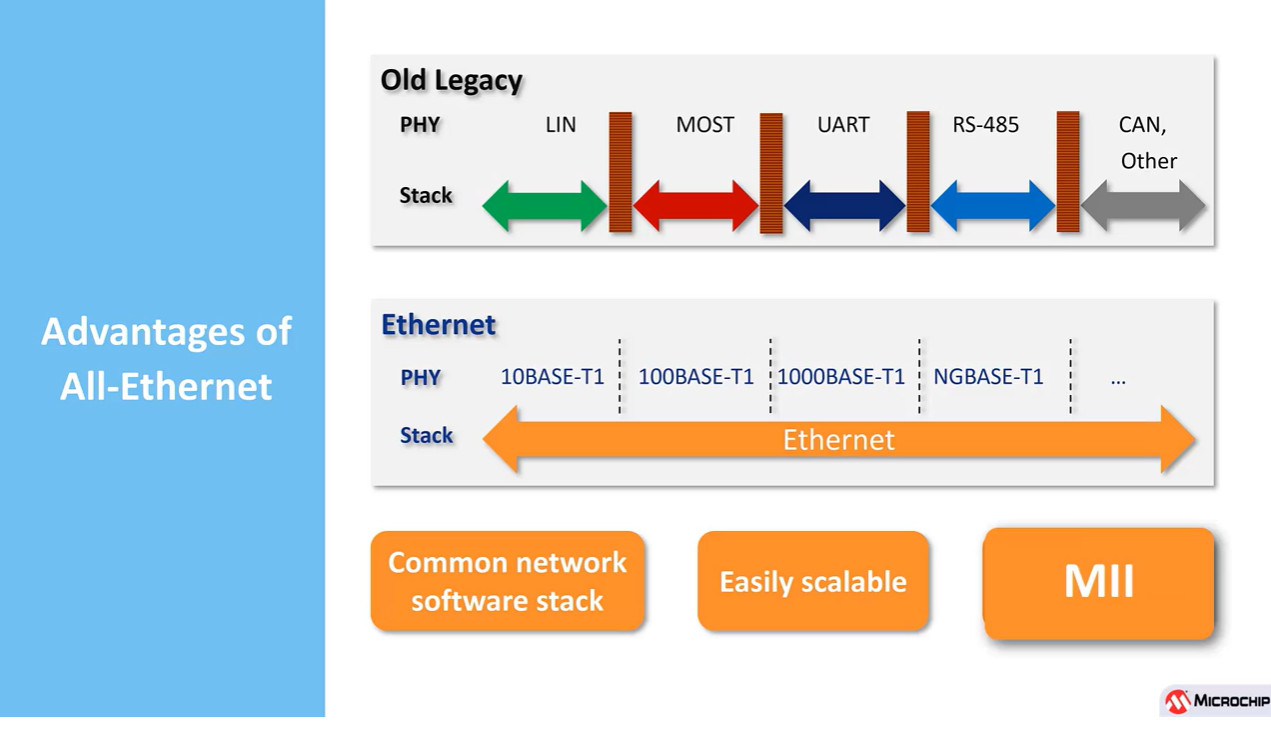 Advantages of
All-Ethernet
Old Legacy
PHY LIN MOST UART RS-485 CAN,
Other
Stack
Ethernet
PHY 10BASE-T1 100BASE-T1 1000BASE-T1 NGBASE-T1 ...
Stack Ethernet
Common network
software stack
Easily scalable
MII
MICROCHIP